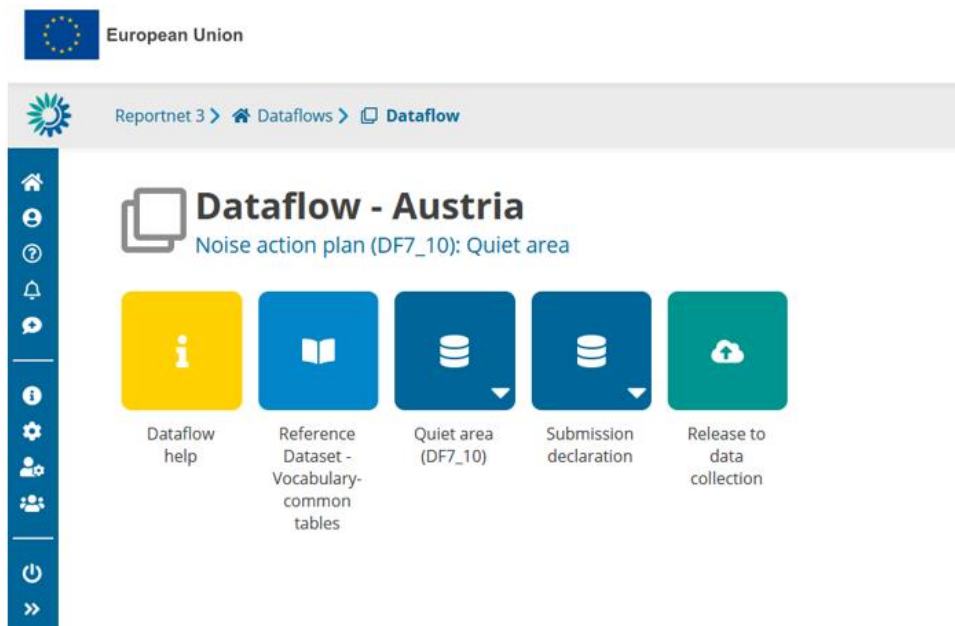 European Union
Reportnet 3 > Dataflows > Dataflow
Dataflow - Austria
Noise action plan (DF7_10): Quiet area
Dataflow
help
Reference
Dataset -
Vocabulary-
common
tables
Quiet area
(DF7_10)
Submission
declaration
Release to
data
collection